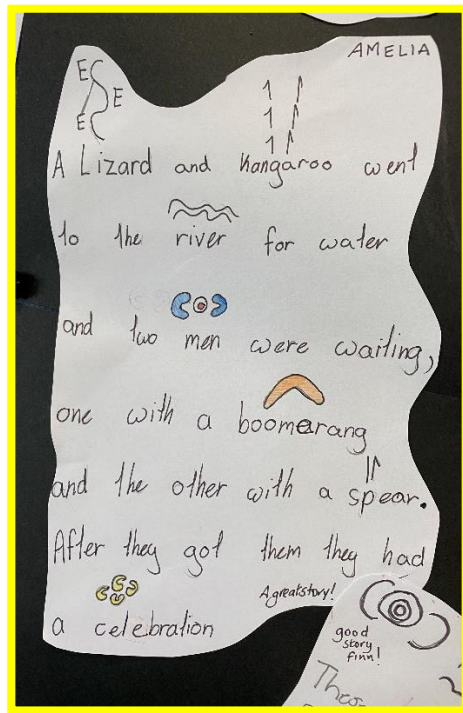 AMELIA
A Lizard and Kangaroo went
to the river for water
and two men were waiting,
one with a boomerang
and the other with a spear.
After they got them they had
A great story!
a celebration
good
story
finn!